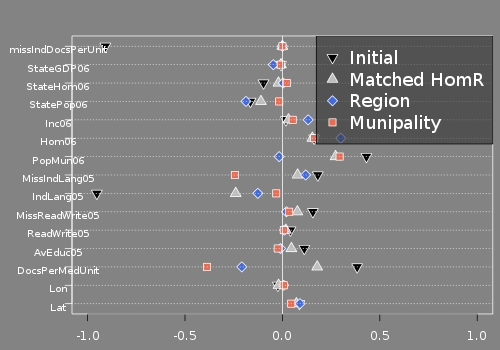 missIndDocsPerUnit
StateGDP06
StateHom06
StatePop06
Inc06
Hom06
PopMun06
MissIndLang05
IndLang05
MissReadWrite05
ReadWrite05
AvEduc05
DocsPerMedUnit
Lon
Lat
Initial
Matched HomR
Region
Munipality
-1.0 -0.5 0.0 0.5 1.0